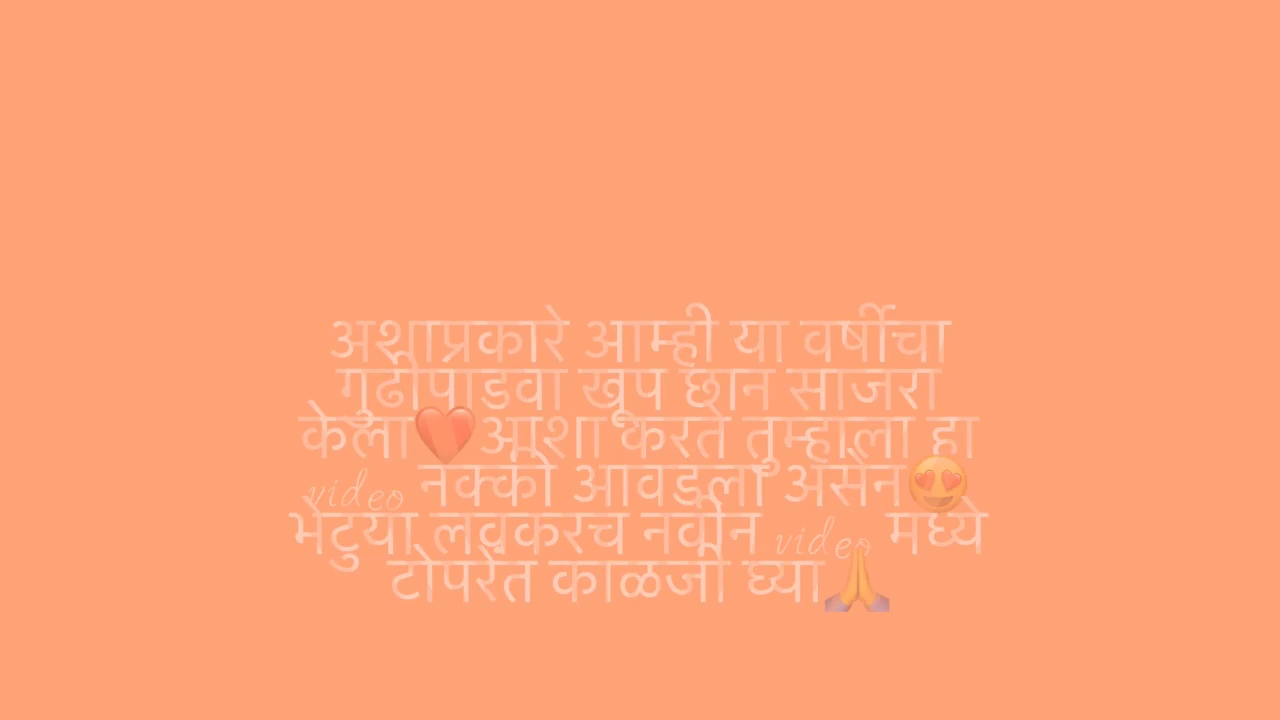 अशाप्रकारे आम्ही या वर्षीचा
गुढीपाडवा खूप छान साजरा
केला❤️आशा करते तुम्हाला हा
video नक्की आवडला असेन😍
भेटुया लवकरच नवीन video मध्ये
टोपरेंत काळजी घ्या🙏